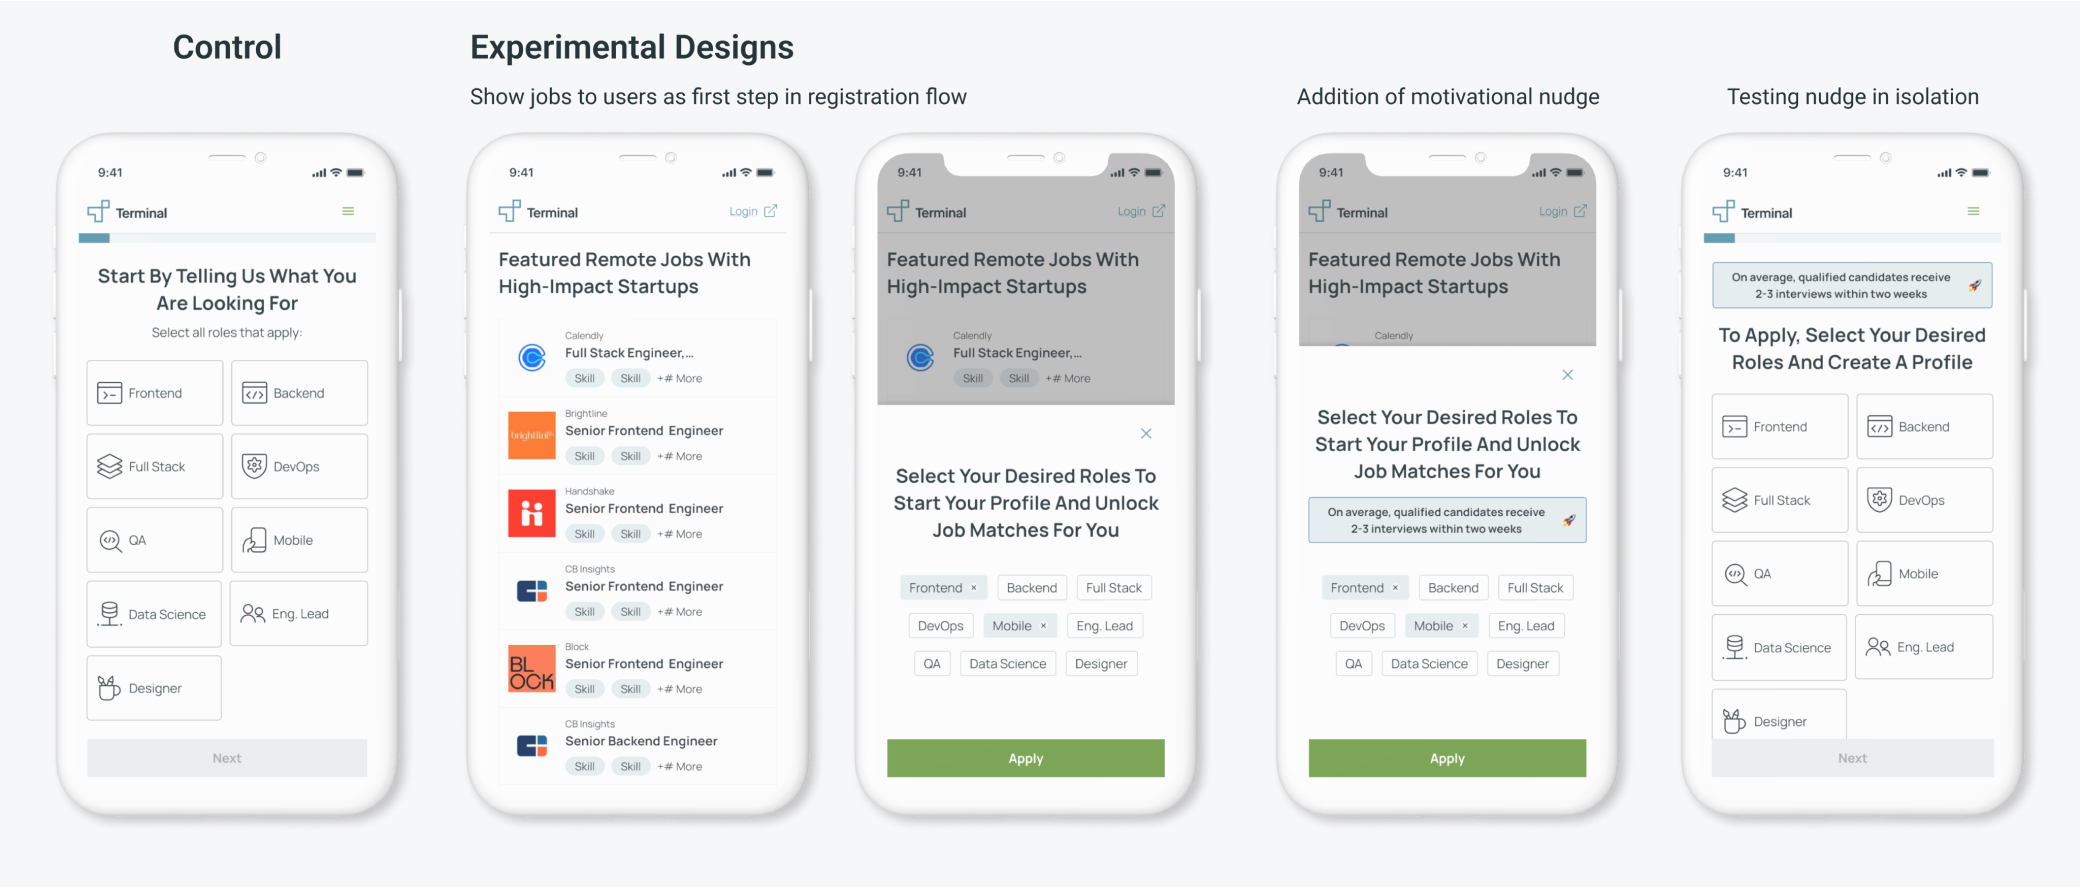 Control
Experimental Designs
Show jobs to users as first step in registration flow
Addition of motivational nudge
Testing nudge in isolation
9:41
Terminal
Start By Telling Us What You
Are Looking For
Select all roles that apply:
Frontend
Backend
Full Stack
DevOps
QA
Mobile
Data Science
Eng. Lead
Designer
Next
9:41
Terminal
Login
Featured Remote Jobs With
High-Impact Startups
Calendly
Full Stack Engineer,...
Skill Skill +# More
brightline
Brightline
Senior Frontend Engineer
Skill Skill +# More
Handshake
Senior Frontend Engineer
Skill Skill +# More
CB Insights
Senior Frontend Engineer
Skill Skill +# More
BL
OCK
Block
Senior Frontend Engineer
Skill Skill +# More
CB Insights
Senior Backend Engineer
Skill Skill +# More
9:41
Terminal
Login
Featured Remote Jobs With
High-Impact Startups
Calendly
Full Stack Engineer,...
Skill Skill +# More
×
Select Your Desired Roles To
Start Your Profile And Unlock
Job Matches For You
Frontend × Backend Full Stack
DevOps Mobile × Eng. Lead
QA Data Science Designer
Apply
9:41
Terminal
Login
Featured Remote Jobs With
High-Impact Startups
Calendly
×
Select Your Desired Roles To
Start Your Profile And Unlock
Job Matches For You
On average, qualified candidates receive
2-3 interviews within two weeks
Frontend × Backend Full Stack
DevOps Mobile × Eng. Lead
QA Data Science Designer
Apply
9:41
Terminal
On average, qualified candidates receive
2-3 interviews within two weeks
To Apply, Select Your Desired
Roles And Create A Profile
Frontend
Backend
Full Stack
DevOps
QA
Mobile
Data Science
Eng. Lead
Designer
Next